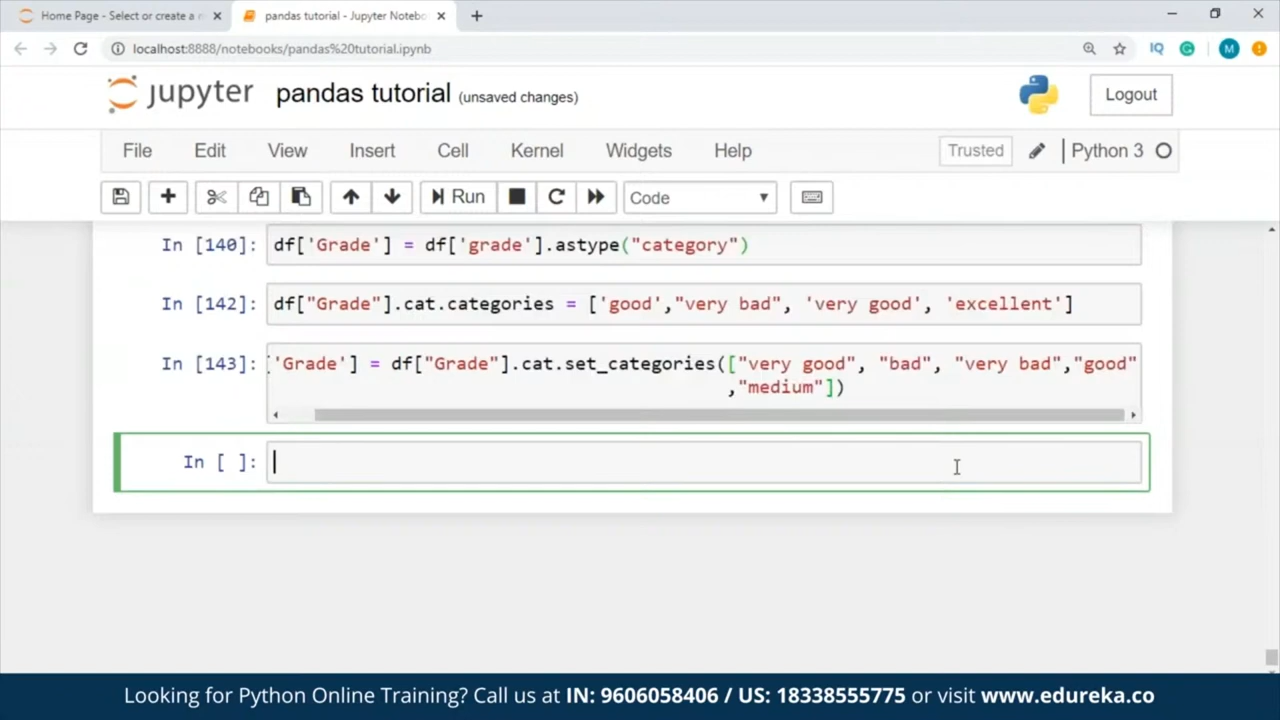 Home Page - Select or create a n
pandas tutorial - Jupyter Notebo
localhost:8888/notebooks/pandas%20tutorial.ipynb
IQ
M
jupyter pandas tutorial (unsaved changes)
Logout
File Edit View Insert Cell Kernel Widgets Help Trusted Python 3
Run Code
In [140]: df['Grade'] = df['grade'].astype("category")
In [142]: df["Grade"].cat.categories = ['good',"very bad", 'very good', 'excellent']
In [143]: ['Grade'] = df["Grade"].cat.set_categories(["very good", "bad", "very bad","good"
,"medium"])
In [ ]:
Looking for Python Online Training? Call us at IN: 9606058406 / US: 18338555775 or visit www.edureka.co